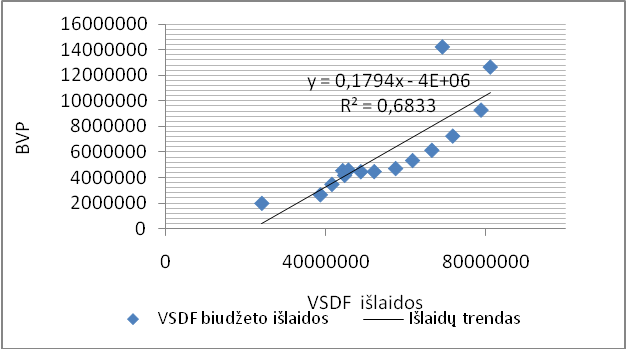 16000000
14000000
12000000
10000000
8000000
6000000
4000000
2000000
0
BVP
y = 0,1794x - 4E+06
R² = 0,6833
0
40000000
80000000
VSDF išlaidos
VSDF biudžeto išlaidos
Išlaidų trendas